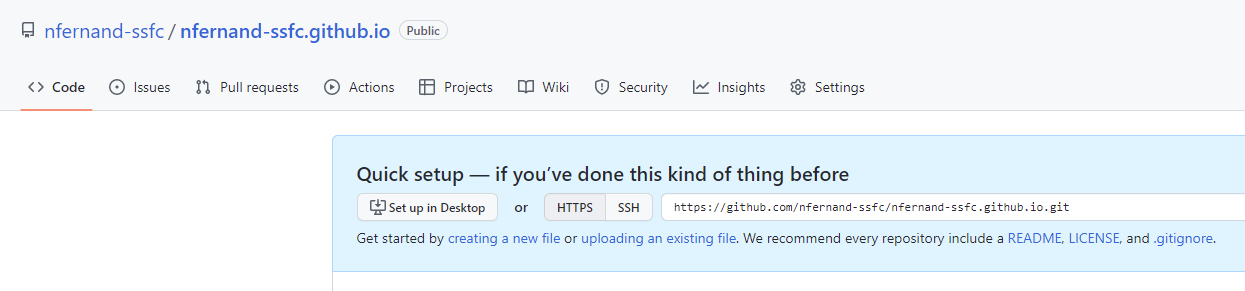 nfernand-ssfc / nfernand-ssfc.github.io Public
Code Issues Pull requests Actions Projects Wiki Security Insights Settings
Quick setup — if you’ve done this kind of thing before
Set up in Desktop or HTTPS SSH https://github.com/nfernand-ssfc/nfernand-ssfc.github.io.git
Get started by creating a new file or uploading an existing file. We recommend every repository include a README, LICENSE, and .gitignore.